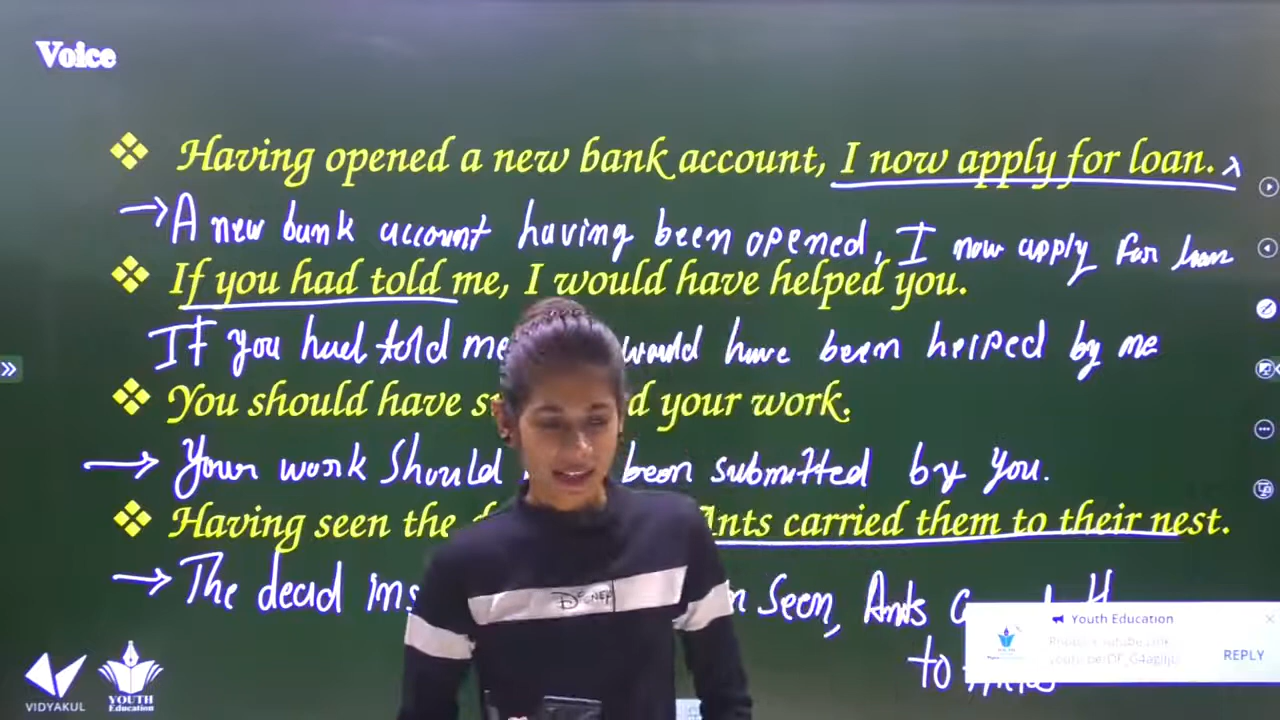 Voice
❖ Having opened a new bank account, I now apply for loan.
→ A new bank account having been opened, I now apply for loan
❖ If you had told me, I would have helped you.
If you had told me would have been helped by me
❖ You should have d your work.
→ Your work should been submitted by you.
❖ Having seen the Ants carried them to their nest.
→ The dead seen, Ants
to
DISNEY
Youth Education
REPLY
VIDYAKUL
YOUTH
Education